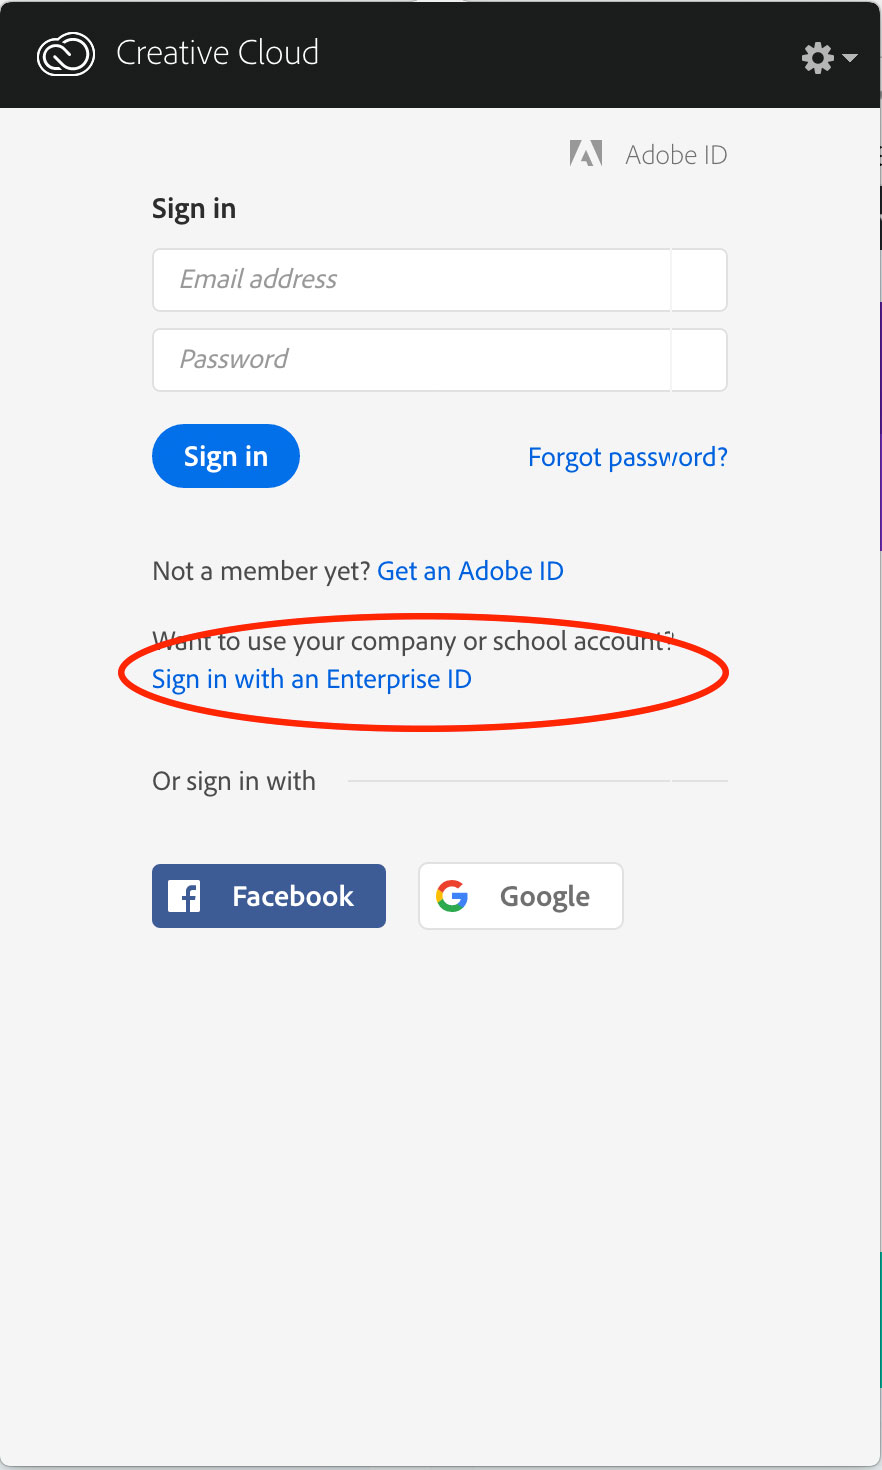 Creative Cloud
Adobe ID
Sign in
Email address
Password
Sign in
Forgot password?
Not a member yet? Get an Adobe ID
Want to use your company or school account?
Sign in with an Enterprise ID
Or sign in with
Facebook
Google